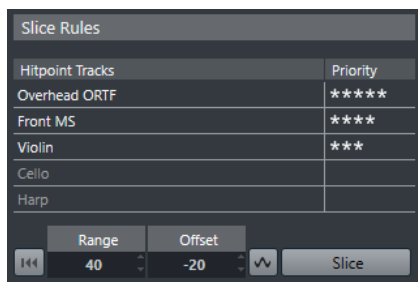 Slice Rules
Hitpoint Tracks Priority
Overhead ORTF *****
Front MS ****
Violin ***
Cello
Harp
Range Offset
40 -20 Slice